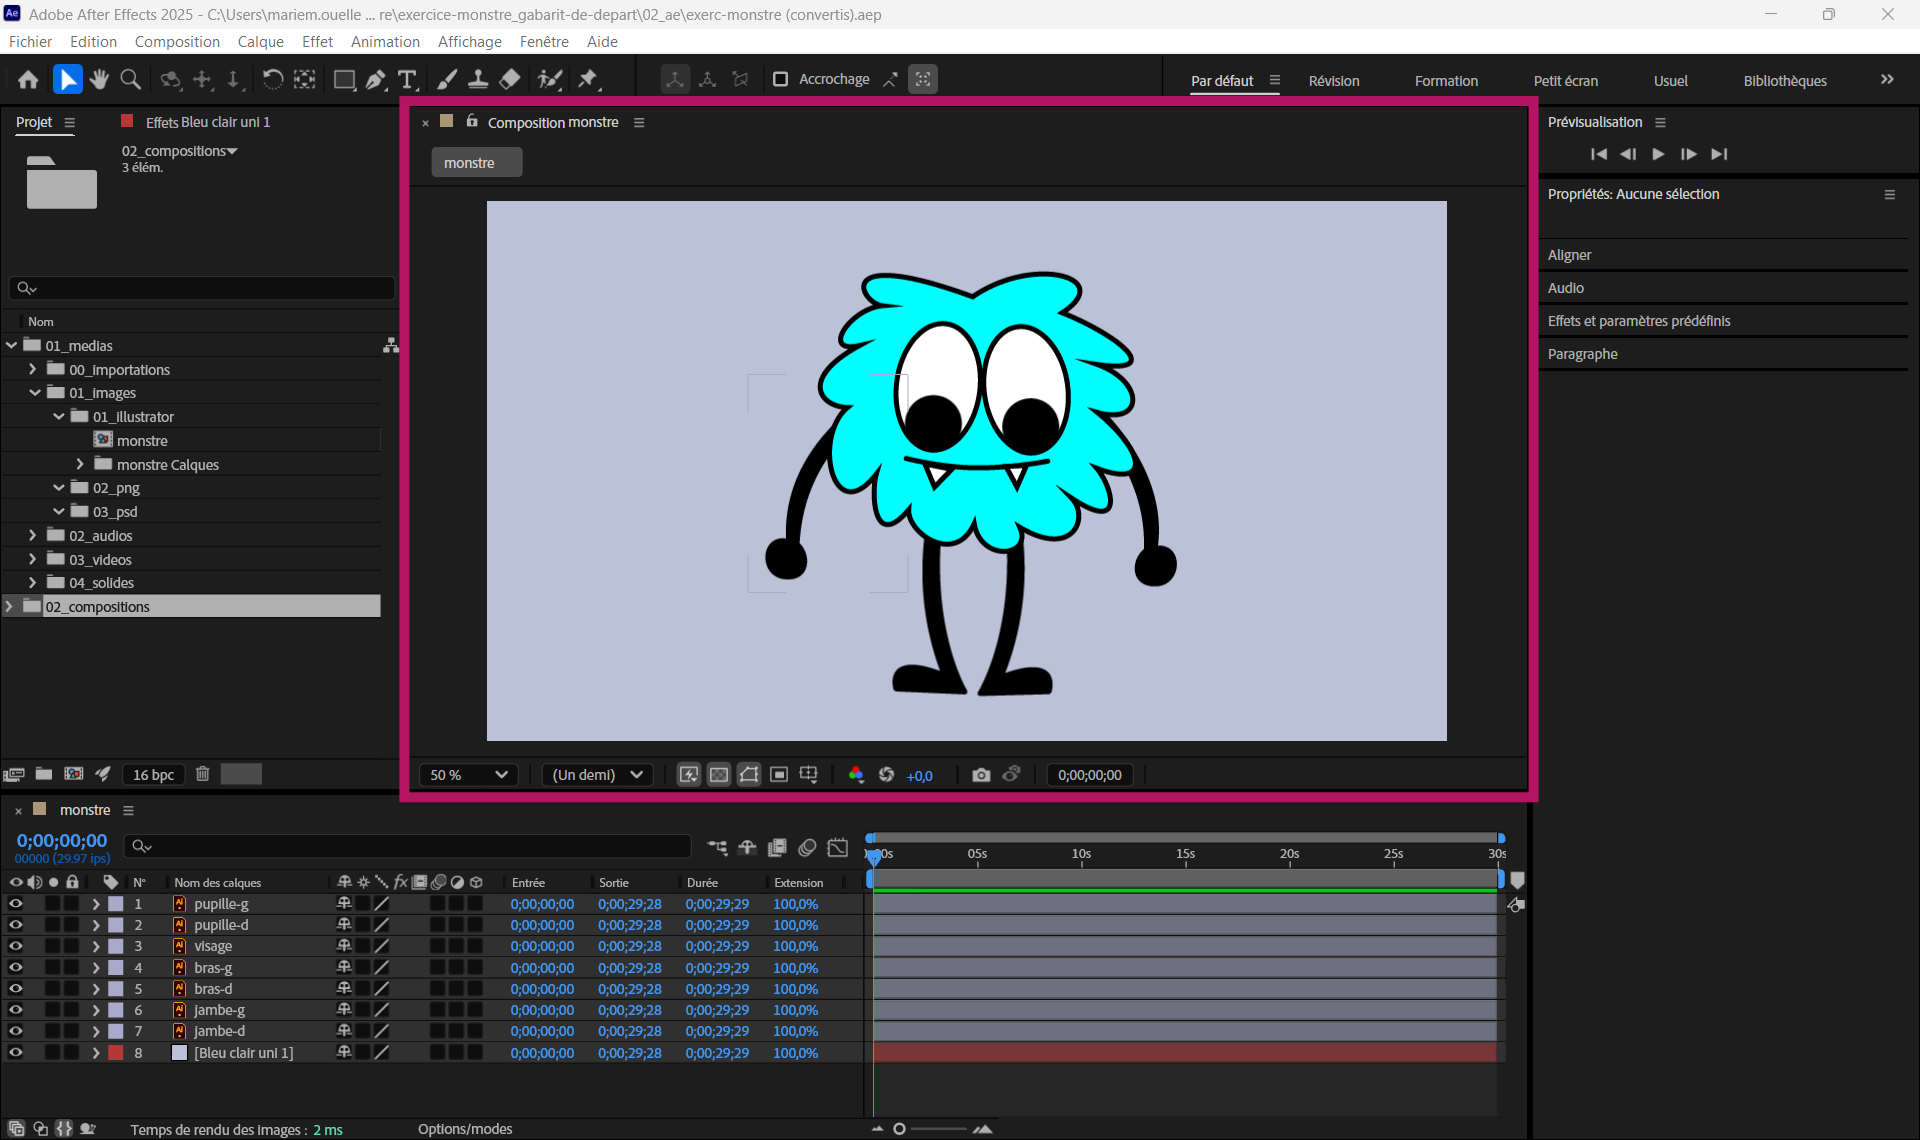 Ae Adobe After Effects 2025 - C:\Users\mariem.ouelle ... re\exercice-monstre_gabarit-de-depart\02_ae\exerc-monstre (convertis).aep
Fichier Edition Composition Calque Effet Animation Affichage Fenêtre Aide
Accrochage
Par défaut Révision Formation Petit écran Usuel Bibliothèques
Projet
Effets Bleu clair uni 1
02_compositions
3 élém.
Nom
01_medias
00_importations
01_images
01_illustrator
monstre
monstre Calques
02_png
03_psd
02_audios
03_videos
04_solides
02_compositions
16 bpc
Composition monstre
monstre
50 % (Un demi) +0,0 0;00;00;00
Prévisualisation
Propriétés: Aucune sélection
Aligner
Audio
Effets et paramètres prédéfinis
Paragraphe
monstre
0;00;00;00
00000 (29.97 ips)
05s 10s 15s 20s 25s
N° Nom des calques fx Entrée Sortie Durée Extension
1 Ai pupille-g 0;00;00;00 0;00;29;28 0;00;29;29 100,0%
2 Ai pupille-d 0;00;00;00 0;00;29;28 0;00;29;29 100,0%
3 Ai visage 0;00;00;00 0;00;29;28 0;00;29;29 100,0%
4 Ai bras-g 0;00;00;00 0;00;29;28 0;00;29;29 100,0%
5 Ai bras-d 0;00;00;00 0;00;29;28 0;00;29;29 100,0%
6 Ai jambe-g 0;00;00;00 0;00;29;28 0;00;29;29 100,0%
7 Ai jambe-d 0;00;00;00 0;00;29;28 0;00;29;29 100,0%
8 [Bleu clair uni 1] 0;00;00;00 0;00;29;28 0;00;29;29 100,0%
Temps de rendu des images : 2 ms Options/modes